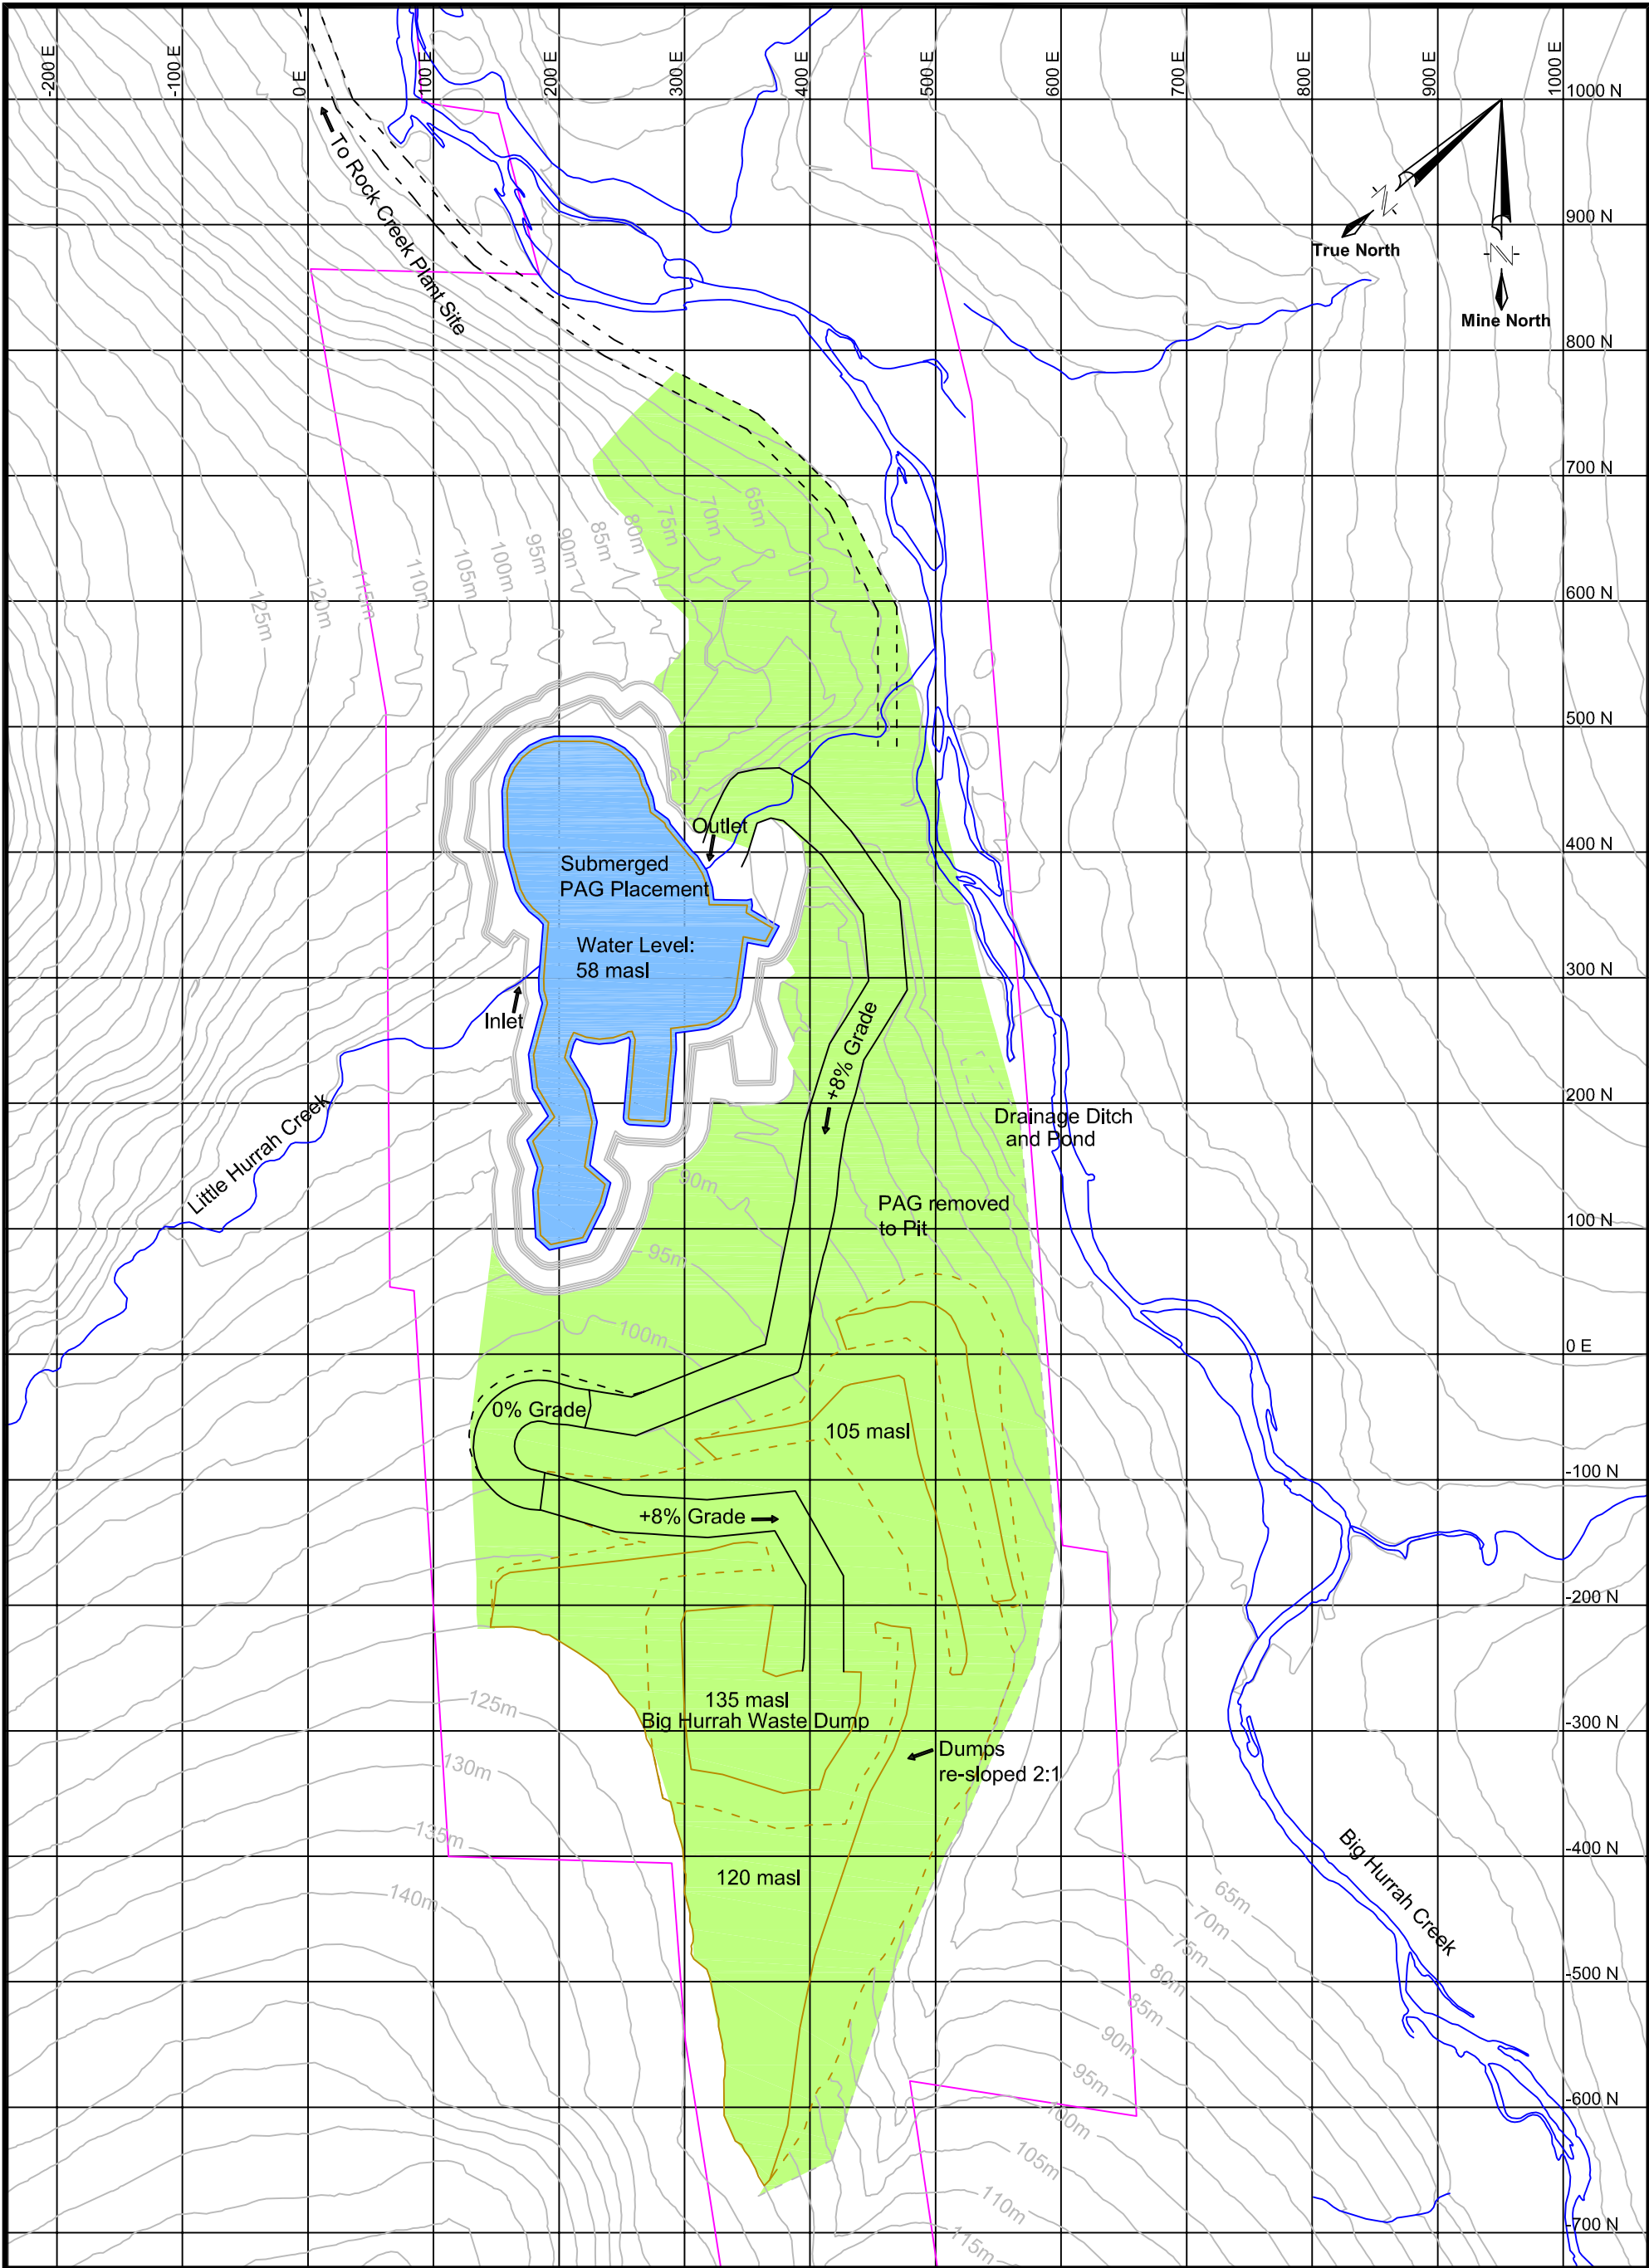 -200 E
-100 E
0 E
100 E
200 E
300 E
400 E
500 E
600 E
700 E
800 E
900 E
1000 E
1000 N
900 N
800 N
700 N
600 N
500 N
400 N
300 N
200 N
100 N
0 E
-100 N
-200 N
-300 N
-400 N
-500 N
-600 N
-700 N
To Rock Creek Plant Site
N
N
True North
Mine North
65m
70m
75m
80m
85m
90m
95m
100m
105m
110m
115m
120m
125m
Outlet
Submerged
PAG Placement
Water Level:
58 masl
Inlet
Little Hurrah Creek
+8% Grade
Drainage Ditch
and Pond
PAG removed
to Pit
90m
95m
100m
0% Grade
105 masl
+8% Grade
135 masl
Big Hurrah Waste Dump
Dumps
re-sloped 2:1
120 masl
125m
130m
135m
140m
Big Hurrah Creek
65m
70m
75m
80m
85m
90m
95m
100m
105m
110m
115m